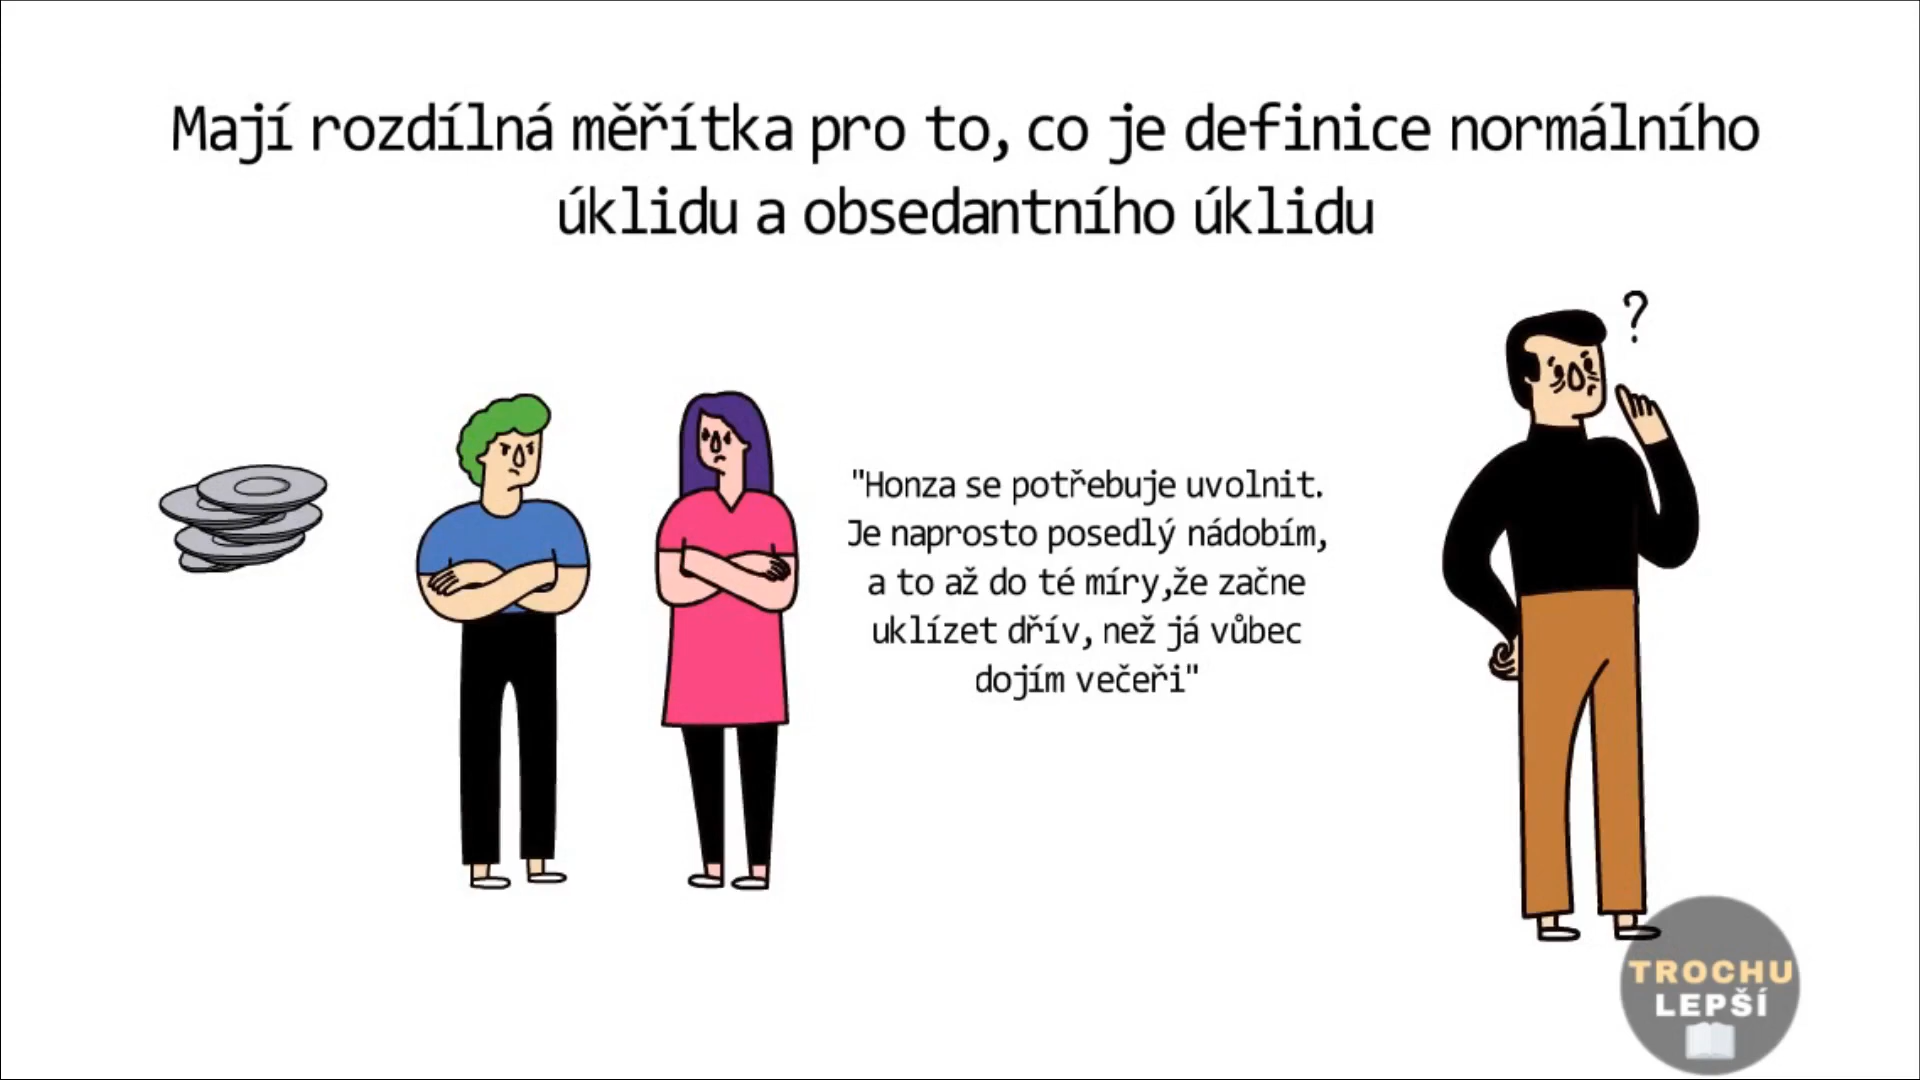 Mají rozdílná měřítka pro to, co je definice normálního
úklidu a obsedantního úklidu
?
"Honza se potřebuje uvolnit.
Je naprosto posedlý nádobím,
a to až do té míry,že začne
uklízet dřív, než já vůbec
dojím večeři"
TROCHU
LEPŠÍ